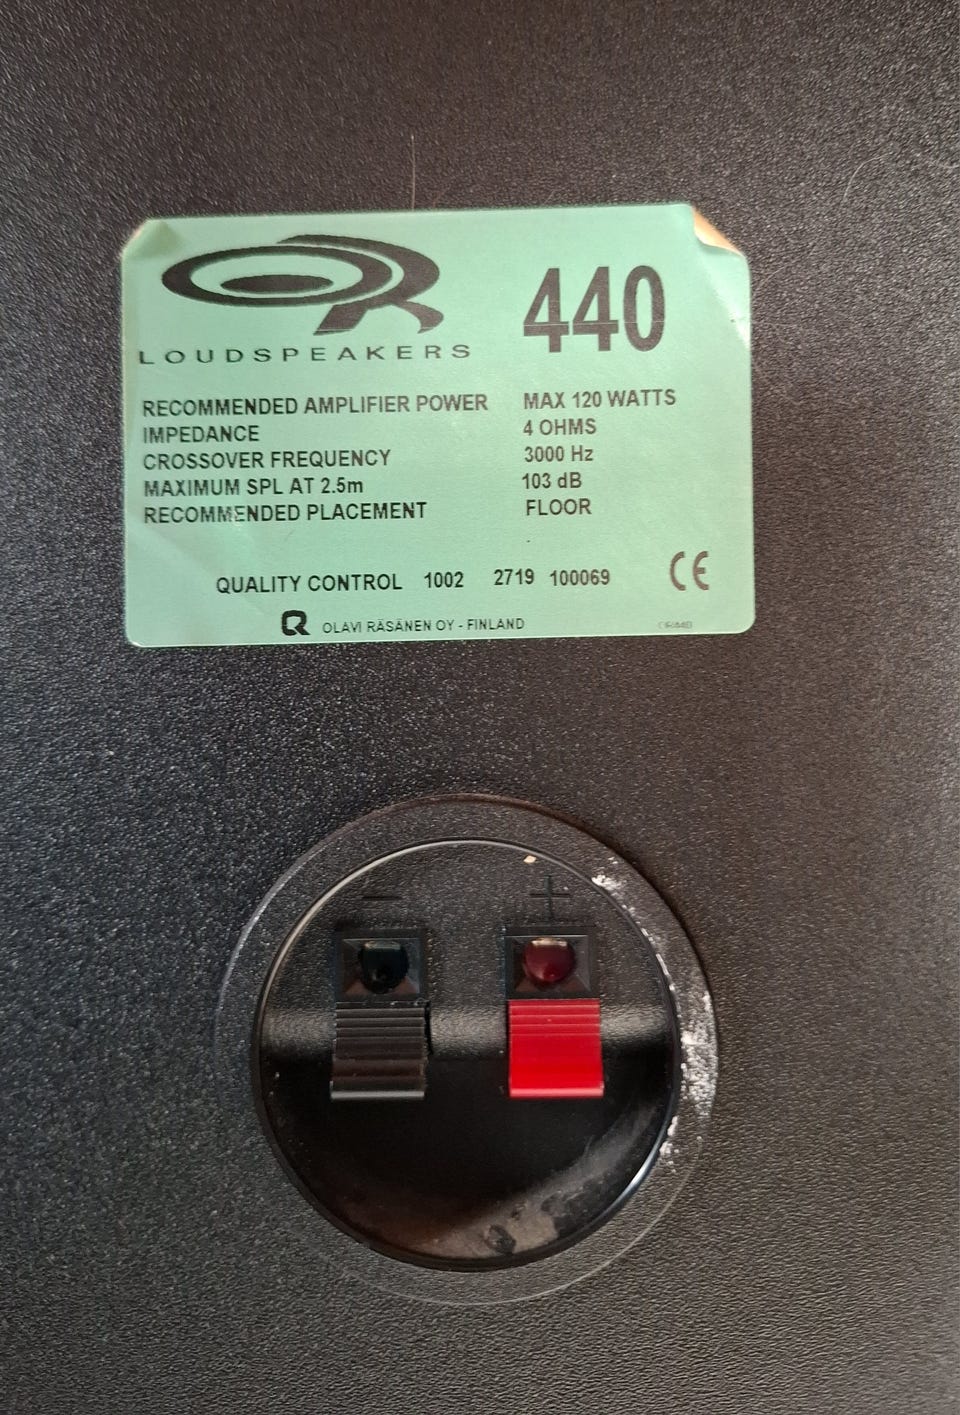 OR
LOUDSPEAKERS
440
RECOMMENDED AMPLIFIER POWER MAX 120 WATTS
IMPEDANCE 4 OHMS
CROSSOVER FREQUENCY 3000 Hz
MAXIMUM SPL AT 2.5m 103 dB
RECOMMENDED PLACEMENT FLOOR
QUALITY CONTROL 1002 2719 100069 CE
OLAVI RÄSÄNEN OY - FINLAND
- +